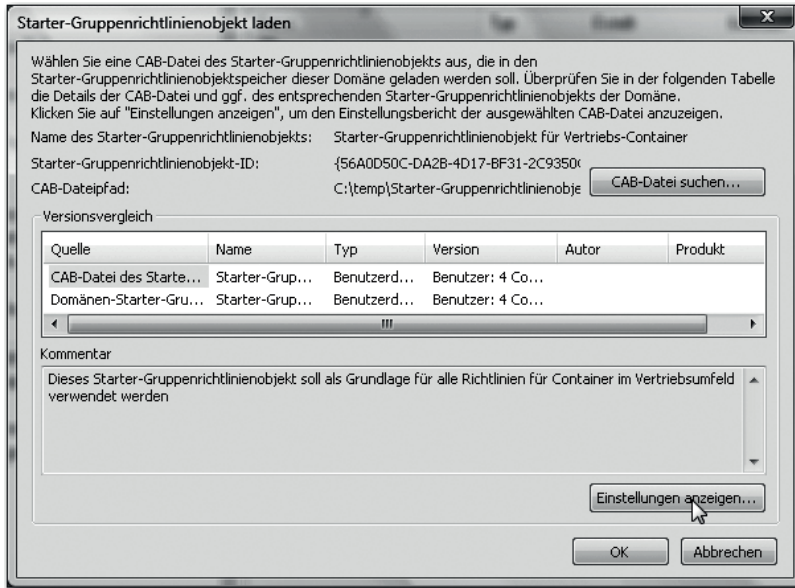 Starter-Gruppenrichtlinienobjekt laden
Wählen Sie eine CAB-Datei des Starter-Gruppenrichtlinienobjekts aus, die in den
Starter-Gruppenrichtlinienobjektspeicher dieser Domäne geladen werden soll. Überprüfen Sie in der folgenden Tabelle
die Details der CAB-Datei und ggf. des entsprechenden Starter-Gruppenrichtlinienobjekts der Domäne.
Klicken Sie auf "Einstellungen anzeigen", um den Einstellungsbericht der ausgewählten CAB-Datei anzuzeigen.
Name des Starter-Gruppenrichtlinienobjekts: Starter-Gruppenrichtlinienobjekt für Vertriebs-Container
Starter-Gruppenrichtlinienobjekt-ID: {56A0D50C-DA2B-4D17-BF31-2C9350
CAB-Dateipfad: C:\temp\Starter-Gruppenrichtlinienobje
CAB-Datei suchen...
Versionsvergleich
Quelle Name Typ Version Autor Produkt
CAB-Datei des Starte... Starter-Grup... Benutzerd... Benutzer: 4 Co...
Domänen-Starter-Gru... Starter-Grup... Benutzerd... Benutzer: 4 Co...
Kommentar
Dieses Starter-Gruppenrichtlinienobjekt soll als Grundlage für alle Richtlinien für Container im Vertriebsumfeld
verwendet werden
Einstellungen anzeigen...
OK Abbrechen